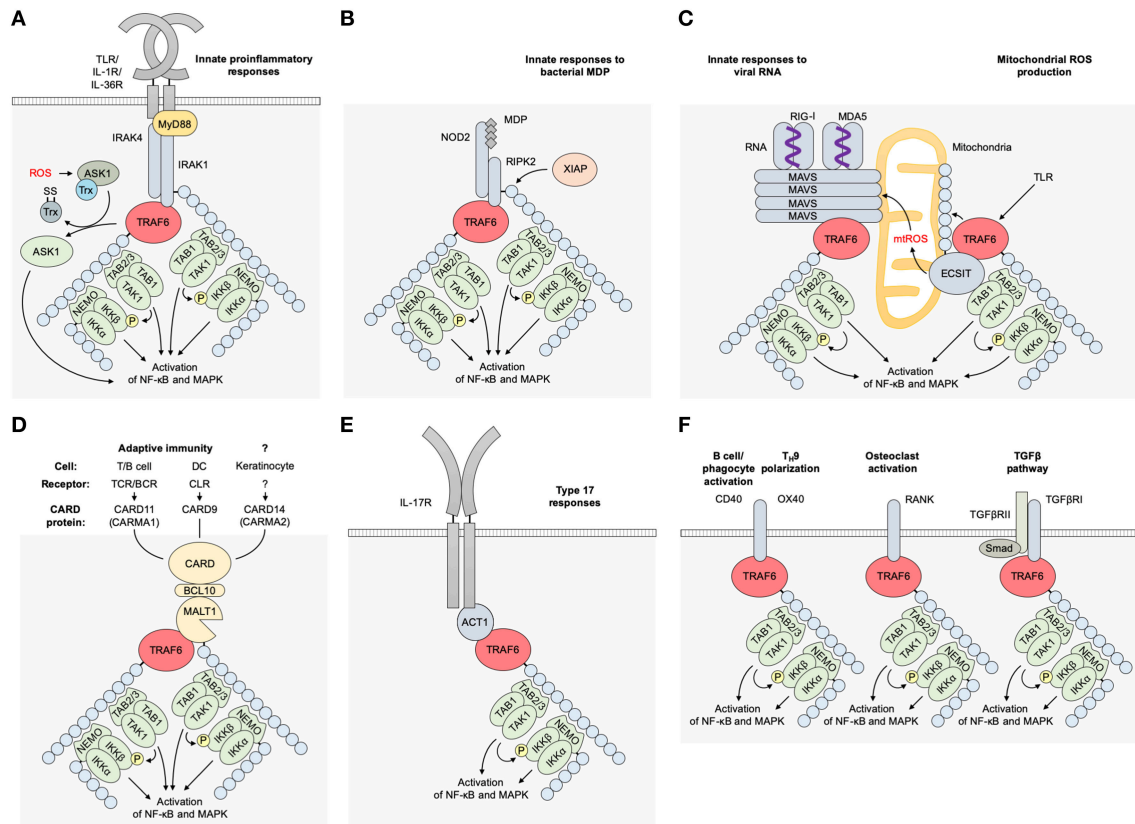 A
TLR/
IL-1R/
IL-36R
Innate proinflammatory
responses
MyD88
IRAK4
IRAK1
ROS
ASK1
Trx
SS
Trx
TRAF6
ASK1
TAB2/3
TAB1
TAK1
NEMO
IKKβ
IKKα
P
TAB2/3
TAB1
TAK1
NEMO
IKKβ
IKKα
P
Activation
of NF-κB and MAPK
B
Innate responses to
bacterial MDP
MDP
NOD2
RIPK2
XIAP
TRAF6
TAB2/3
TAB1
TAK1
NEMO
IKKβ
IKKα
P
TAB2/3
TAB1
TAK1
NEMO
IKKβ
IKKα
P
Activation
of NF-κB and MAPK
C
Innate responses to
viral RNA
Mitochondrial ROS
production
RIG-I
MDA5
RNA
Mitochondria
MAVS
MAVS
MAVS
MAVS
TLR
TRAF6
mtROS
TRAF6
ECSIT
TAB2/3
TAB1
TAK1
NEMO
IKKβ
IKKα
P
TAB2/3
TAB1
TAK1
NEMO
IKKβ
IKKα
P
Activation
of NF-κB and MAPK
D
Adaptive immunity
?
Cell:
T/B cell
DC
Keratinocyte
Receptor:
TCR/BCR
CLR
?
CARD
protein:
CARD11
(CARMA1)
CARD9
CARD14
(CARMA2)
CARD
BCL10
MALT1
TRAF6
TAB2/3
TAB1
TAK1
NEMO
IKKβ
IKKα
P
TAB2/3
TAB1
TAK1
NEMO
IKKβ
IKKα
P
Activation
of NF-κB and MAPK
E
IL-17R
Type 17
responses
ACT1
TRAF6
TAB2/3
TAB1
TAK1
NEMO
IKKβ
IKKα
P
Activation
of NF-κB and MAPK
F
B cell/
phagocyte
activation
TH9
polarization
Osteoclast
activation
TGFβ
pathway
CD40
OX40
RANK
TGFβRII
TGFβRI
Smad
TRAF6
TRAF6
TRAF6
TAB2/3
TAB1
TAK1
NEMO
IKKβ
IKKα
P
TAB2/3
TAB1
TAK1
NEMO
IKKβ
IKKα
P
TAB2/3
TAB1
TAK1
NEMO
IKKβ
IKKα
P
Activation
of NF-κB and MAPK
Activation
of NF-κB and MAPK
Activation
of NF-κB and MAPK